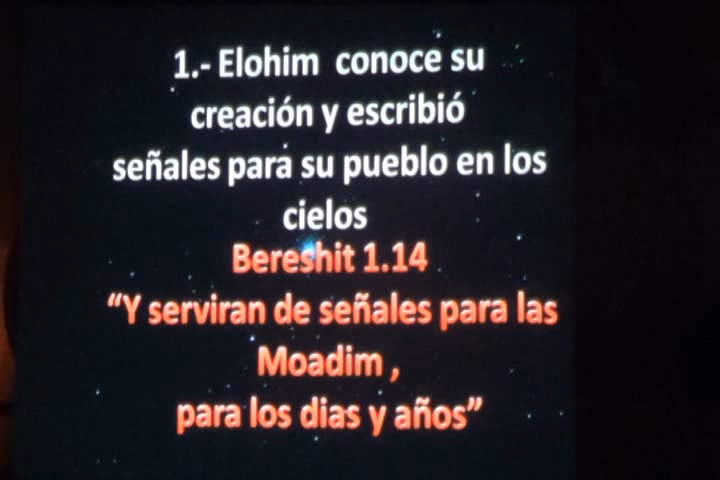 1.- Elohim conoce su
creación y escribió
señales para su pueblo en los
cielos
Bereshit 1.14
“Y serviran de señales para las
Moadim ,
para los dias y años”